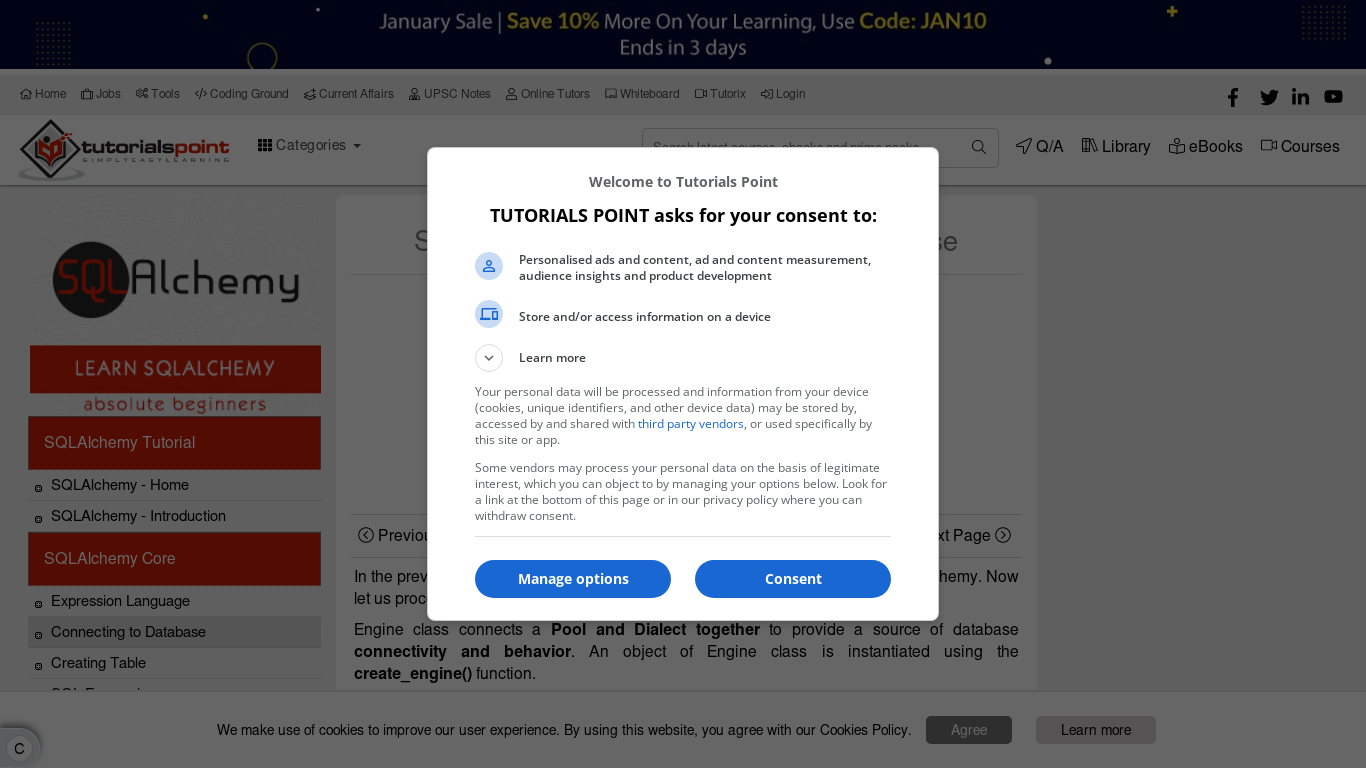 January Sale | Save 10% More On Your Learning, Use Code: JAN10
Ends in 3 days
Home Jobs Tools Coding Ground Current Affairs UPSC Notes Online Tutors Whiteboard Tutorix Login
tutorialspoint
SIMPLYEASYLEARNING
Categories
Search latest courses, ebooks and prime packs
Q/A Library eBooks Courses
Welcome to Tutorials Point
TUTORIALS POINT asks for your consent to:
Personalised ads and content, ad and content measurement,
audience insights and product development
Store and/or access information on a device
Learn more
Your personal data will be processed and information from your device
(cookies, unique identifiers, and other device data) may be stored by,
accessed by and shared with third party vendors, or used specifically by
this site or app.
Some vendors may process your personal data on the basis of legitimate
interest, which you can object to by managing your options below. Look for
a link at the bottom of this page or in our privacy policy where you can
withdraw consent.
Manage options
Consent
SQLAlchemy
LEARN SQLALCHEMY
absolute beginners
SQLAlchemy Tutorial
SQLAlchemy - Home
SQLAlchemy - Introduction
SQLAlchemy Core
Expression Language
Connecting to Database
Creating Table
Page
In the
Now
let us
Engine class connects a Pool and Dialect together to provide a source of database
connectivity and behavior. An object of Engine class is instantiated using the
create_engine() function.
We make use of cookies to improve our user experience. By using this website, you agree with our Cookies Policy.
Agree
Learn more
C